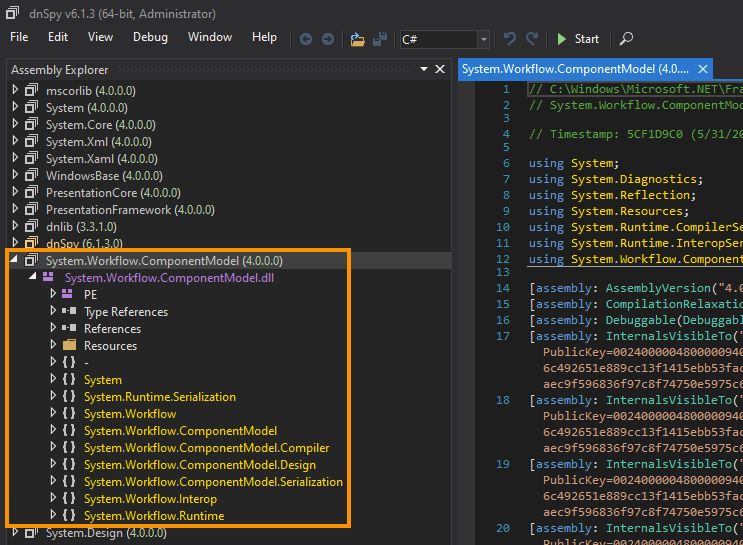 dnSpy v6.1.3 (64-bit, Administrator)
File Edit View Debug Window Help C# Start
Assembly Explorer
mscorlib (4.0.0.0)
System (4.0.0.0)
System.Core (4.0.0.0)
System.Xml (4.0.0.0)
System.Xaml (4.0.0.0)
WindowsBase (4.0.0.0)
PresentationCore (4.0.0.0)
PresentationFramework (4.0.0.0)
dnlib (3.3.1.0)
dnSpy (6.1.3.0)
System.Workflow.ComponentModel (4.0.0.0)
System.Workflow.ComponentModel.dll
PE
Type References
References
Resources
{ } -
{ } System
{ } System.Runtime.Serialization
{ } System.Workflow
{ } System.Workflow.ComponentModel
{ } System.Workflow.ComponentModel.Compiler
{ } System.Workflow.ComponentModel.Design
{ } System.Workflow.ComponentModel.Serialization
{ } System.Workflow.Interop
{ } System.Workflow.Runtime
System.Design (4.0.0.0)
System.Workflow.ComponentModel (4.0....
1 // C:\Windows\Microsoft.NET\Fra
2 // System.Workflow.ComponentMod
3
4 // Timestamp: 5CF1D9C0 (5/31/20
5
6 using System;
7 using System.Diagnostics;
8 using System.Reflection;
9 using System.Resources;
10 using System.Runtime.CompilerSe
11 using System.Runtime.InteropSer
12 using System.Workflow.Component
13
14 [assembly: AssemblyVersion("4.0
15 [assembly: CompilationRelaxatio
16 [assembly: Debuggable(Debuggabl
17 [assembly: InternalsVisibleTo("
PublicKey=0024000004800000940
6c492651e889cc13f1415ebb53fac
aec9f596836f97c8f74750e5975c6
18 [assembly: InternalsVisibleTo("
PublicKey=0024000004800000940
6c492651e889cc13f1415ebb53fac
aec9f596836f97c8f74750e5975c6
19 [assembly: InternalsVisibleTo("
PublicKey=0024000004800000940
6c492651e889cc13f1415ebb53fac
aec9f596836f97c8f74750e5975c6
20 [assembly: InternalsVisibleTo("
PublicKey=0024000004800000940